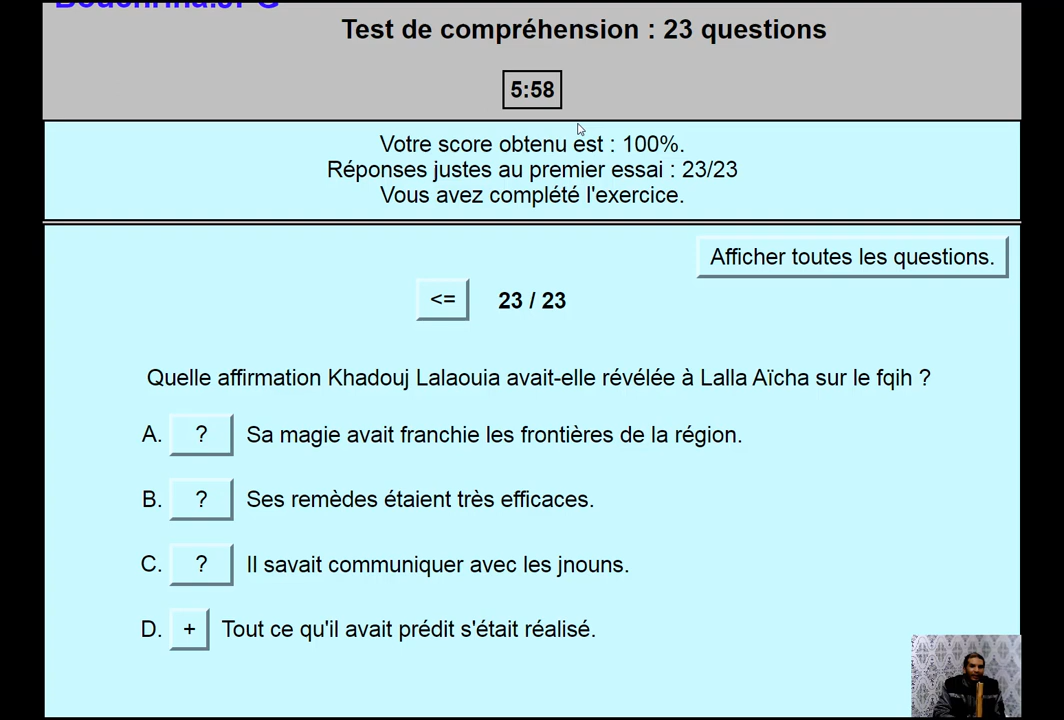 Test de compréhension : 23 questions
5:58
Votre score obtenu est : 100%.
Réponses justes au premier essai : 23/23
Vous avez complété l'exercice.
Afficher toutes les questions.
<= 23 / 23
Quelle affirmation Khadouj Lalaouia avait-elle révélée à Lalla Aïcha sur le fqih ?
A. ? Sa magie avait franchie les frontières de la région.
B. ? Ses remèdes étaient très efficaces.
C. ? Il savait communiquer avec les jnouns.
D. + Tout ce qu'il avait prédit s'était réalisé.